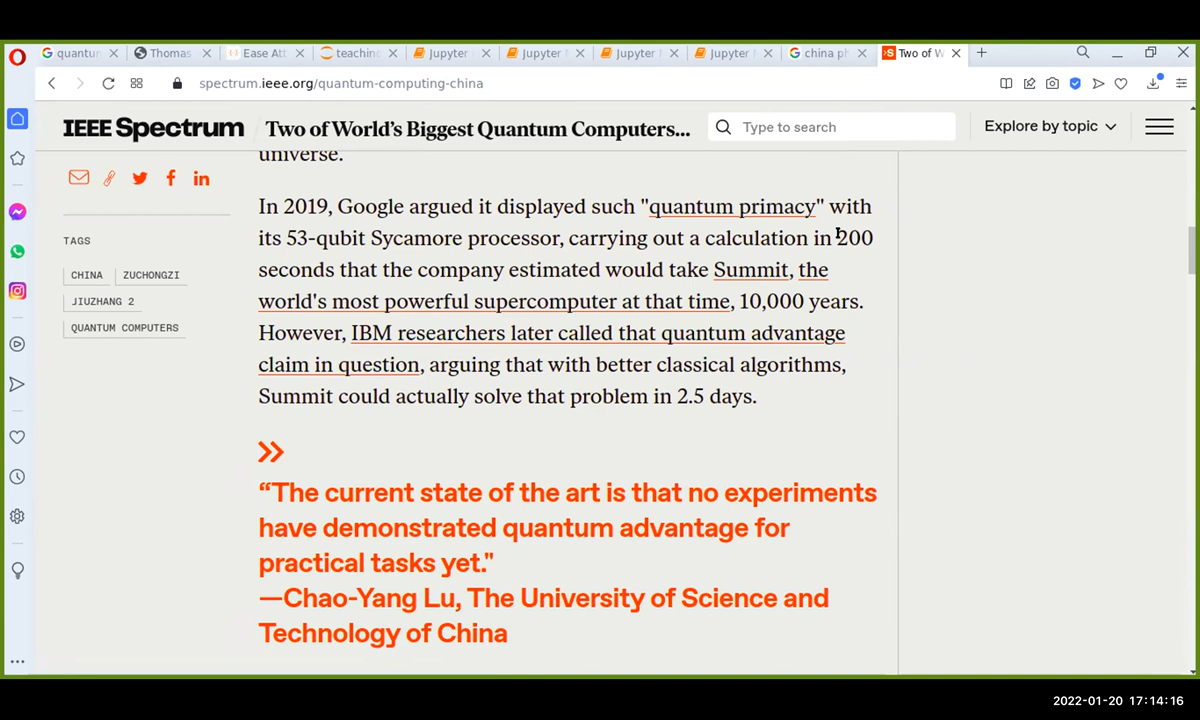 quantur
Thomas
Ease Att
teachin
Jupyter
Jupyter
Jupyter
Jupyter
china ph
Two of W
spectrum.ieee.org/quantum-computing-china
IEEE Spectrum
Two of World's Biggest Quantum Computers...
Type to search
Explore by topic
universe.
In 2019, Google argued it displayed such "quantum primacy" with
its 53-qubit Sycamore processor, carrying out a calculation in 200
seconds that the company estimated would take Summit, the
world's most powerful supercomputer at that time, 10,000 years.
However, IBM researchers later called that quantum advantage
claim in question, arguing that with better classical algorithms,
Summit could actually solve that problem in 2.5 days.
TAGS
CHINA
ZUCHONGZI
JIUZHANG 2
QUANTUM COMPUTERS
“The current state of the art is that no experiments
have demonstrated quantum advantage for
practical tasks yet."
—Chao-Yang Lu, The University of Science and
Technology of China
2022-01-20 17:14:16